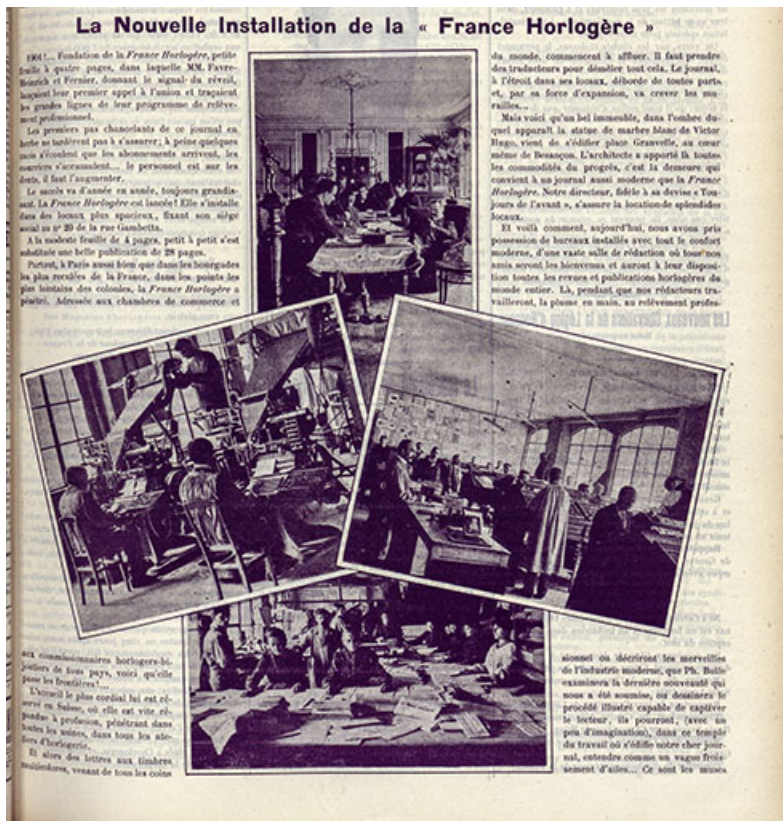 La Nouvelle Installation de la « France Horlogère »
1901!... Fondation de la France Horlogère, petite
feuille à quatre pages, dans laquelle MM. Favre-
Heinrich et Fernier, donnant le signal du réveil,
lançaient leur premier appel à l'union et traçaient
les grandes lignes de leur programme de relève-
ment professionnel.
Les premiers pas chancelants de ce journal en
herbe ne tardèrent pas à s'assurer; à peine quelques
mois s'écoulent que les abonnements arrivent, les
courriers s'accumulent... le personnel est sur les
dents, il faut l'augmenter.
Le succès va d'année en année, toujours grandis-
sant. La France Horlogère est lancée! Elle s'installe
dans des locaux plus spacieux, fixant son siège
social au nº 20 de la rue Gambetta.
A la modeste feuille de 4 pages, petit à petit s'est
substituée une belle publication de 28 pages.
Partout, à Paris aussi bien que dans les bourgades
les plus reculées de la France, dans les points les
plus lointains des colonies, la France Horlogère a
pénétré. Adressée aux chambres de commerce et
aux commissionnaires horlogers-bi-
joutiers de tous pays, voici qu'elle
passe les frontières!...
L'accueil le plus cordial lui est ré-
servé en Suisse, où elle est vite ré-
pandue à profusion, pénétrant dans
toutes les usines, dans tous les ate-
liers d'horlogerie.
Et alors des lettres aux timbres
multicolores, venant de tous les coins
du monde, commencent à affluer. Il faut prendre
des traducteurs pour démêler tout cela. Le journal,
à l'étroit dans ses locaux, déborde de toutes parts
et, par sa force d'expansion, va crever les mu-
railles...
Mais voici qu'un bel immeuble, dans l'ombre du-
quel apparaît la statue de marbre blanc de Victor
Hugo, vient de s'édifier place Granvelle, au cœur
même de Besançon. L'architecte a apporté là toutes
les commodités du progrès, c'est la demeure qui
convient à un journal aussi moderne que la France
Horlogère. Notre directeur, fidèle à sa devise « Tou-
jours de l'avant », s'assure la location de splendides
locaux.
Et voilà comment, aujourd'hui, nous avons pris
possession de bureaux installés avec tout le confort
moderne, d'une vaste salle de rédaction où tous nos
amis seront les bienvenus et auront à leur disposi-
tion toutes les revues et publications horlogères du
monde entier. Là, pendant que nos rédacteurs tra-
vailleront, la plume en main, au relèvement profes-
sionnel ou décriront les merveilles
de l'industrie moderne, que Ph. Bulle
examinera la dernière nouveauté qui
nous a été soumise, ou dessinera le
procédé illustré capable de captiver
le lecteur, ils pourront, (avec un
peu d'imagination), dans ce temple
du travail où s'édifie notre cher jour-
nal, entendre comme un vague frois-
sement d'ailes... Ce sont les muses